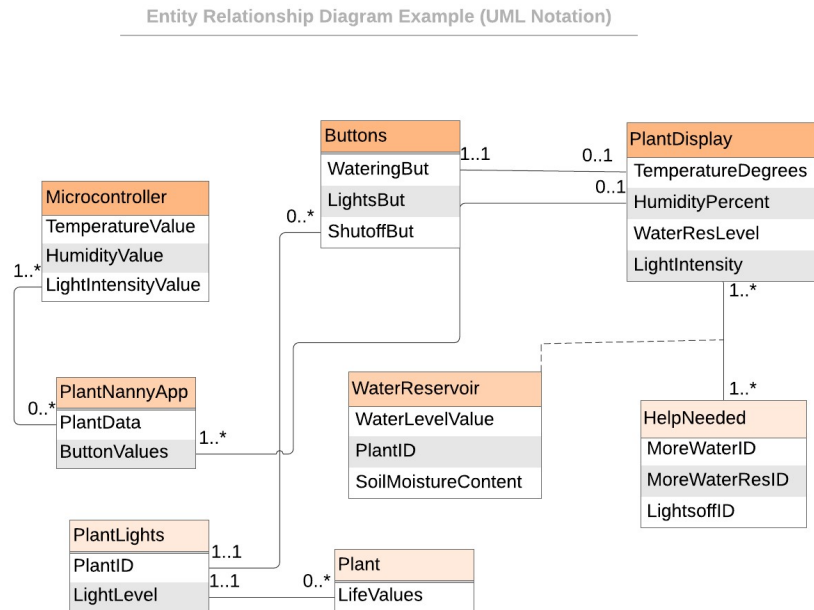 Entity Relationship Diagram Example (UML Notation)
Buttons
WateringBut
LightsBut
ShutoffBut
1..1
0..1
0..1
0..*
PlantDisplay
TemperatureDegrees
HumidityPercent
WaterResLevel
LightIntensity
1..*
Microcontroller
TemperatureValue
HumidityValue
LightIntensityValue
1..*
PlantNannyApp
PlantData
ButtonValues
0..*
1..*
WaterReservoir
WaterLevelValue
PlantID
SoilMoistureContent
1..*
HelpNeeded
MoreWaterID
MoreWaterResID
LightsoffID
PlantLights
PlantID
LightLevel
1..1
1..1
0..*
Plant
LifeValues